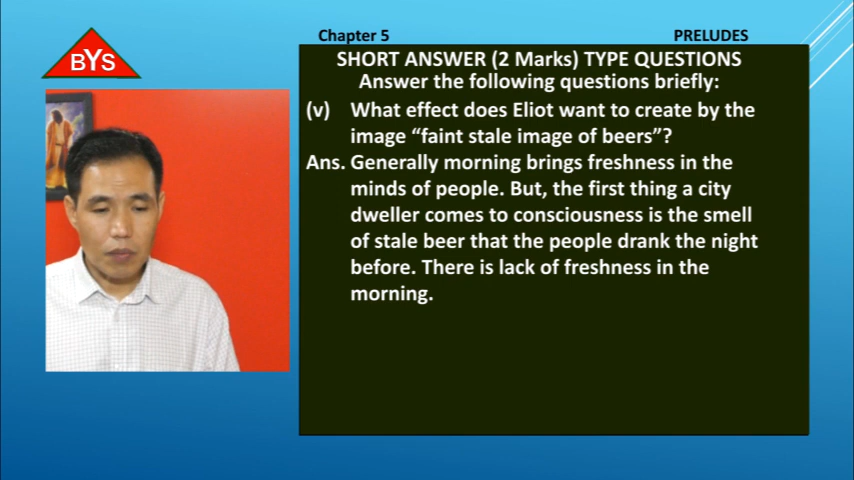 BYS
Chapter 5 PRELUDES
SHORT ANSWER (2 Marks) TYPE QUESTIONS
Answer the following questions briefly:
(v) What effect does Eliot want to create by the
image “faint stale image of beers”?
Ans. Generally morning brings freshness in the
minds of people. But, the first thing a city
dweller comes to consciousness is the smell
of stale beer that the people drank the night
before. There is lack of freshness in the
morning.